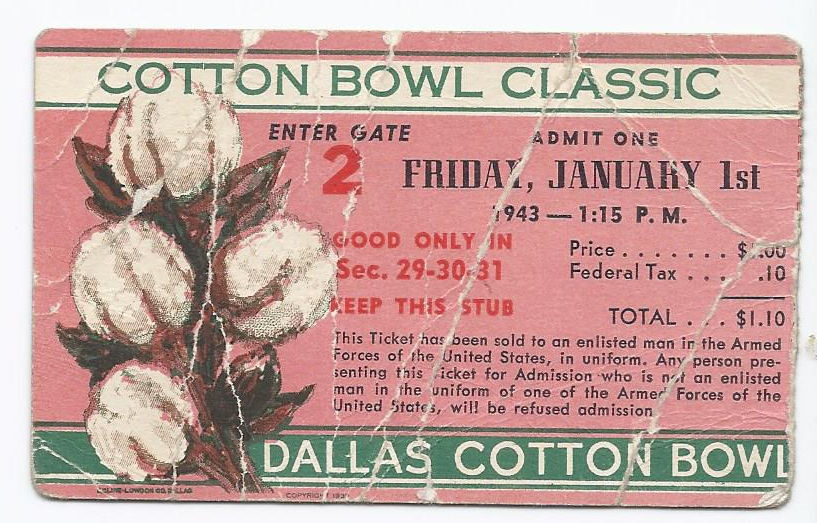 COTTON BOWL CLASSIC
ENTER GATE
2
ADMIT ONE
FRIDAY, JANUARY 1st
1943 — 1:15 P. M.
GOOD ONLY IN
Sec. 29-30-31
KEEP THIS STUB
Price . . . . . . . $1.00
Federal Tax . . . .10
TOTAL . . . $1.10
This Ticket has been sold to an enlisted man in the Armed
Forces of the United States, in uniform. Any person pre-
senting this Ticket for Admission who is not an enlisted
man in the uniform of one of the Armed Forces of the
United States, will be refused admission
DALLAS COTTON BOWL
CO. DALLAS
COPYRIGHT